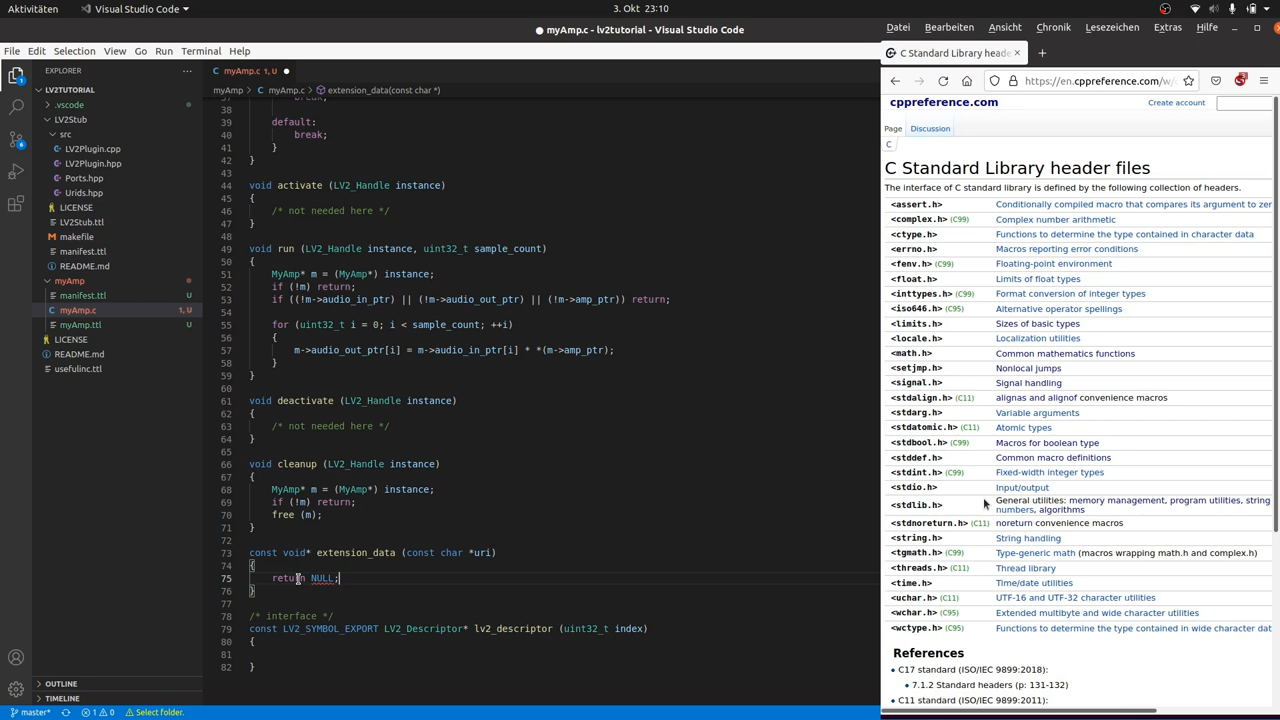 Aktivitäten
Visual Studio Code
3. Okt 23:10
myAmp.c - lv2tutorial - Visual Studio Code
File Edit Selection View Go Run Terminal Help
EXPLORER
LV2TUTORIAL
.vscode
LV2Stub
src
LV2Plugin.cpp
LV2Plugin.hpp
Ports.hpp
Urids.hpp
LICENSE
LV2Stub.ttl
makefile
manifest.ttl
README.md
myAmp
manifest.ttl U
myAmp.c 1, U
myAmp.ttl U
LICENSE
README.md
usefulinc.ttl
OUTLINE
TIMELINE
master* 1 0 Select folder.
myAmp.c 1, U
myAmp > myAmp.c > extension_data(const char *)
37 break;
38
39 default:
40 break;
41 }
42 }
43
44 void activate (LV2_Handle instance)
45 {
46 /* not needed here */
47 }
48
49 void run (LV2_Handle instance, uint32_t sample_count)
50 {
51 MyAmp* m = (MyAmp*) instance;
52 if (!m) return;
53 if ((!m->audio_in_ptr) || (!m->audio_out_ptr) || (!m->amp_ptr)) return;
54
55 for (uint32_t i = 0; i < sample_count; ++i)
56 {
57 m->audio_out_ptr[i] = m->audio_in_ptr[i] * *(m->amp_ptr);
58 }
59 }
60
61 void deactivate (LV2_Handle instance)
62 {
63 /* not needed here */
64 }
65
66 void cleanup (LV2_Handle instance)
67 {
68 MyAmp* m = (MyAmp*) instance;
69 if (!m) return;
70 free (m);
71 }
72
73 const void* extension_data (const char *uri)
74 {
75 return NULL;
76 }
77
78 /* interface */
79 const LV2_SYMBOL_EXPORT LV2_Descriptor* lv2_descriptor (uint32_t index)
80 {
81
82 }
Datei Bearbeiten Ansicht Chronik Lesezeichen Extras Hilfe
C Standard Library heade
https://en.cppreference.com/w/
cppreference.com
Create account
Page Discussion
C
C Standard Library header files
The interface of C standard library is defined by the following collection of headers.
<assert.h> Conditionally compiled macro that compares its argument to zer
<complex.h> (C99) Complex number arithmetic
<ctype.h> Functions to determine the type contained in character data
<errno.h> Macros reporting error conditions
<fenv.h> (C99) Floating-point environment
<float.h> Limits of float types
<inttypes.h> (C99) Format conversion of integer types
<iso646.h> (C95) Alternative operator spellings
<limits.h> Sizes of basic types
<locale.h> Localization utilities
<math.h> Common mathematics functions
<setjmp.h> Nonlocal jumps
<signal.h> Signal handling
<stdalign.h> (C11) alignas and alignof convenience macros
<stdarg.h> Variable arguments
<stdatomic.h> (C11) Atomic types
<stdbool.h> (C99) Macros for boolean type
<stddef.h> Common macro definitions
<stdint.h> (C99) Fixed-width integer types
<stdio.h> Input/output
<stdlib.h> General utilities: memory management, program utilities, string
numbers, algorithms
<stdnoreturn.h> (C11) noreturn convenience macros
<string.h> String handling
<tgmath.h> (C99) Type-generic math (macros wrapping math.h and complex.h)
<threads.h> (C11) Thread library
<time.h> Time/date utilities
<uchar.h> (C11) UTF-16 and UTF-32 character utilities
<wchar.h> (C95) Extended multibyte and wide character utilities
<wctype.h> (C95) Functions to determine the type contained in wide character dat
References
C17 standard (ISO/IEC 9899:2018):
7.1.2 Standard headers (p: 131-132)
C11 standard (ISO/IEC 9899:2011):